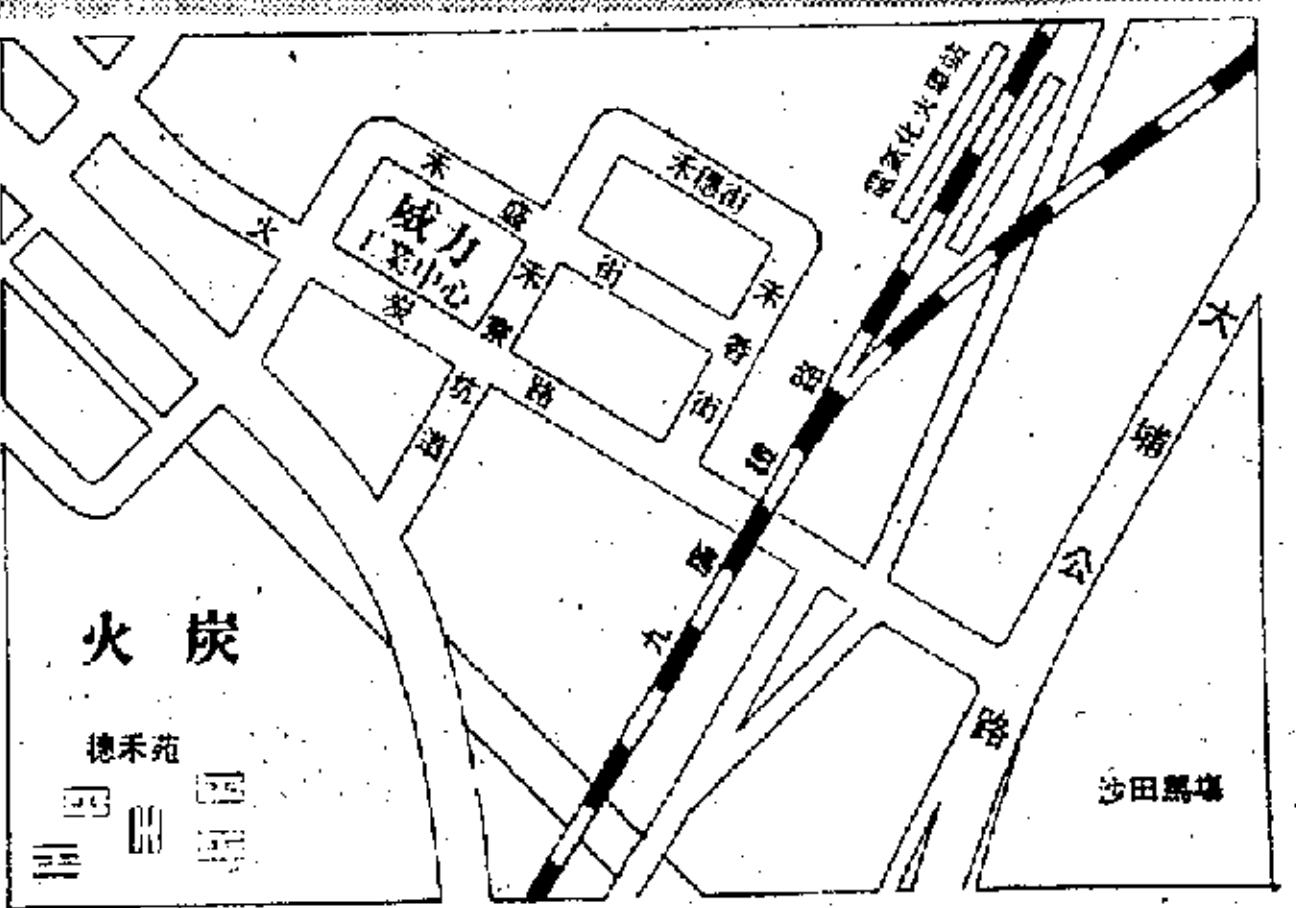 電氣化火車站
禾穗街
禾盛街
威力
工業中心
禾香街
火炭路
禾寮坑道
九廣鐵路
大埔公路
火炭
穗禾苑
沙田馬場